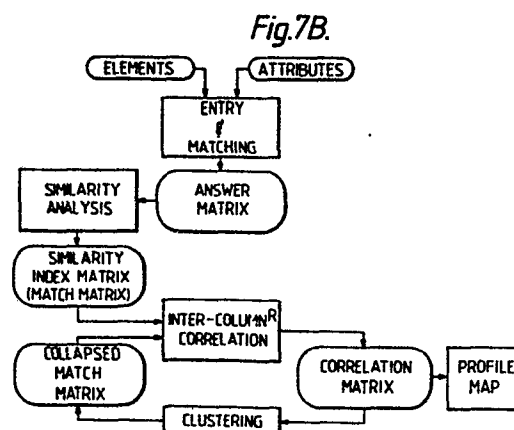 Fig.7B.
ELEMENTS
ATTRIBUTES
ENTRY
&
MATCHING
SIMILARITY
ANALYSIS
ANSWER
MATRIX
SIMILARITY
INDEX MATRIX
(MATCH MATRIX)
INTER-COLUMNR
CORRELATION
COLLAPSED
MATCH
MATRIX
CORRELATION
MATRIX
PROFILE
MAP
CLUSTERING